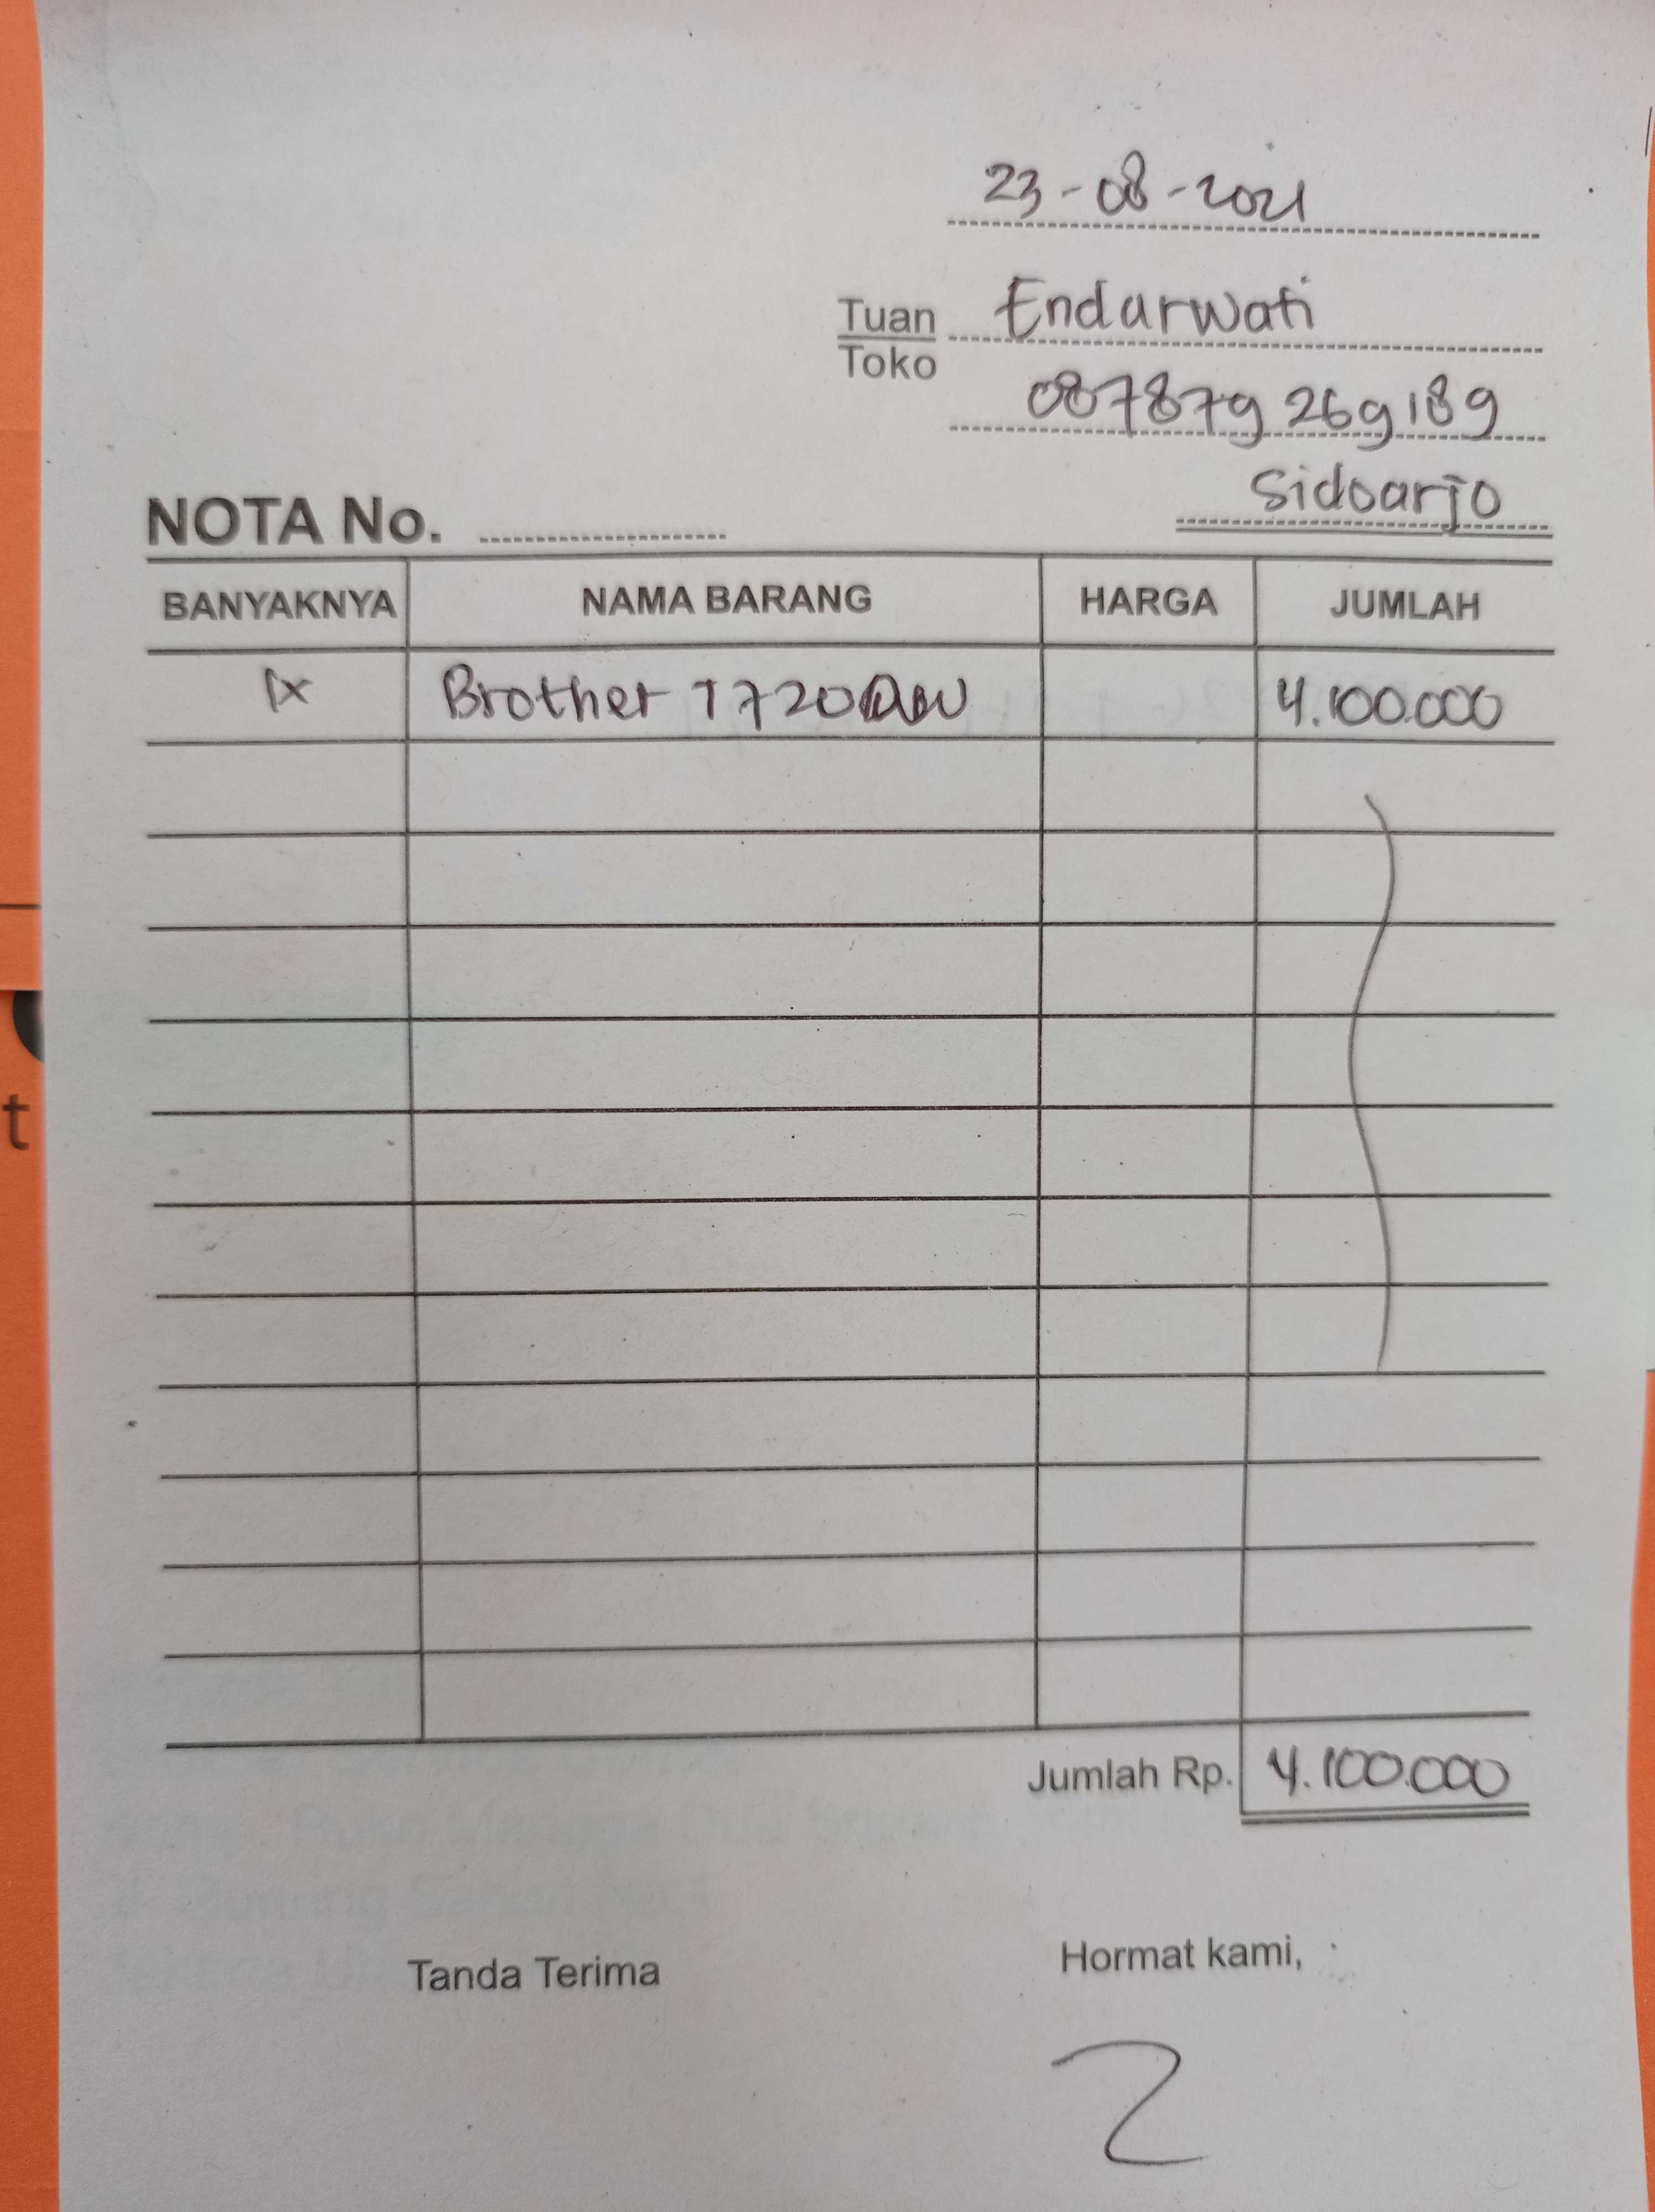 23-08-2021
Tuan Endarwati
Toko
087879269189
Sidoarjo
NOTA No.
BANYAKNYA NAMA BARANG HARGA JUMLAH
1x Brother T720DW 4.100.000
Jumlah Rp. 4.100.000
Tanda Terima Hormat kami,
t